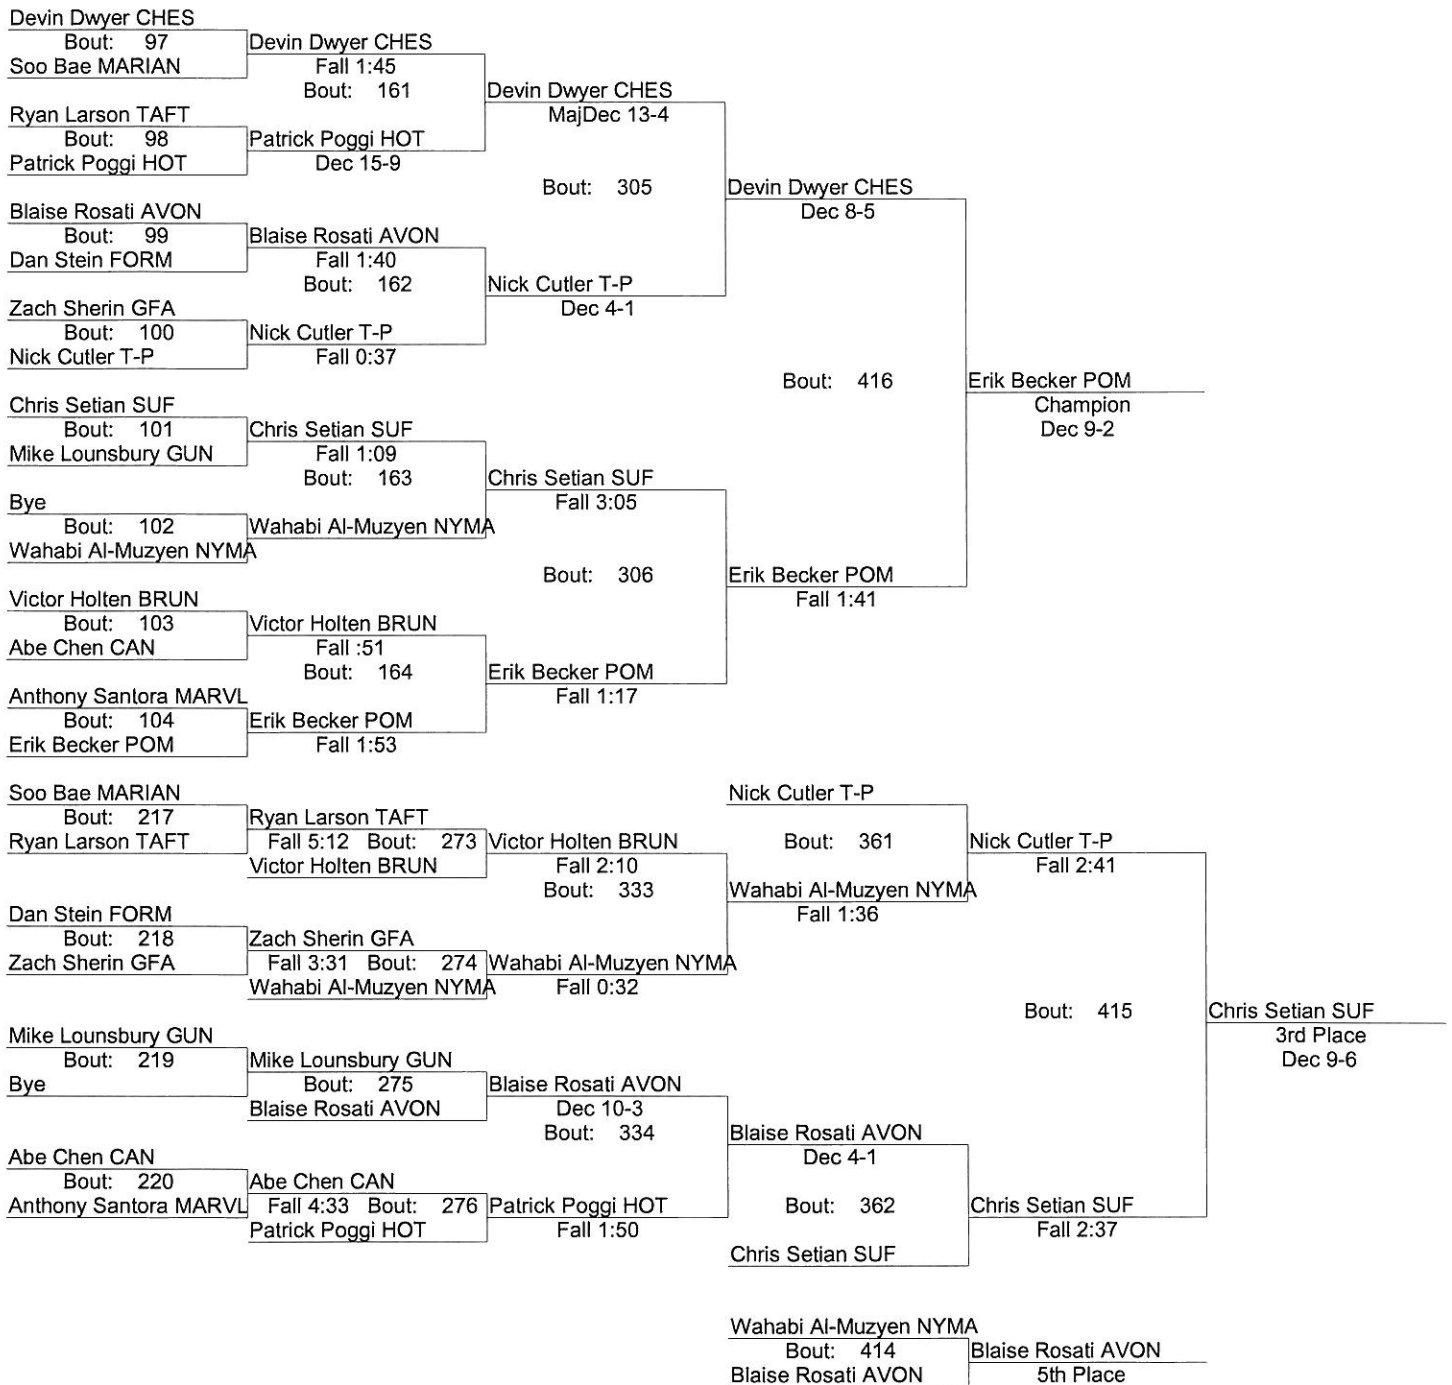 Devin Dwyer CHES
Bout: 97
Soo Bae MARIAN
Devin Dwyer CHES
Fall 1:45
Bout: 161
Ryan Larson TAFT
Bout: 98
Patrick Poggi HOT
Patrick Poggi HOT
Dec 15-9
Devin Dwyer CHES
MajDec 13-4
Bout: 305
Blaise Rosati AVON
Bout: 99
Dan Stein FORM
Blaise Rosati AVON
Fall 1:40
Bout: 162
Zach Sherin GFA
Bout: 100
Nick Cutler T-P
Nick Cutler T-P
Fall 0:37
Nick Cutler T-P
Dec 4-1
Devin Dwyer CHES
Dec 8-5
Bout: 416
Chris Setian SUF
Bout: 101
Mike Lounsbury GUN
Chris Setian SUF
Fall 1:09
Bout: 163
Bye
Bout: 102
Wahabi Al-Muzyen NYMA
Wahabi Al-Muzyen NYMA
Chris Setian SUF
Fall 3:05
Bout: 306
Victor Holten BRUN
Bout: 103
Abe Chen CAN
Victor Holten BRUN
Fall :51
Bout: 164
Anthony Santora MARVL
Bout: 104
Erik Becker POM
Erik Becker POM
Fall 1:53
Erik Becker POM
Fall 1:17
Erik Becker POM
Fall 1:41
Erik Becker POM
Champion
Dec 9-2
Soo Bae MARIAN
Bout: 217
Ryan Larson TAFT
Ryan Larson TAFT
Fall 5:12 Bout: 273
Victor Holten BRUN
Victor Holten BRUN
Fall 2:10
Bout: 333
Dan Stein FORM
Bout: 218
Zach Sherin GFA
Zach Sherin GFA
Fall 3:31 Bout: 274
Wahabi Al-Muzyen NYMA
Wahabi Al-Muzyen NYMA
Fall 0:32
Nick Cutler T-P
Bout: 361
Wahabi Al-Muzyen NYMA
Fall 1:36
Nick Cutler T-P
Fall 2:41
Bout: 415
Mike Lounsbury GUN
Bout: 219
Bye
Mike Lounsbury GUN
Bout: 275
Blaise Rosati AVON
Blaise Rosati AVON
Dec 10-3
Bout: 334
Abe Chen CAN
Bout: 220
Anthony Santora MARVL
Abe Chen CAN
Fall 4:33 Bout: 276
Patrick Poggi HOT
Patrick Poggi HOT
Fall 1:50
Blaise Rosati AVON
Dec 4-1
Bout: 362
Chris Setian SUF
Chris Setian SUF
Fall 2:37
Chris Setian SUF
3rd Place
Dec 9-6
Wahabi Al-Muzyen NYMA
Bout: 414
Blaise Rosati AVON
Blaise Rosati AVON
5th Place